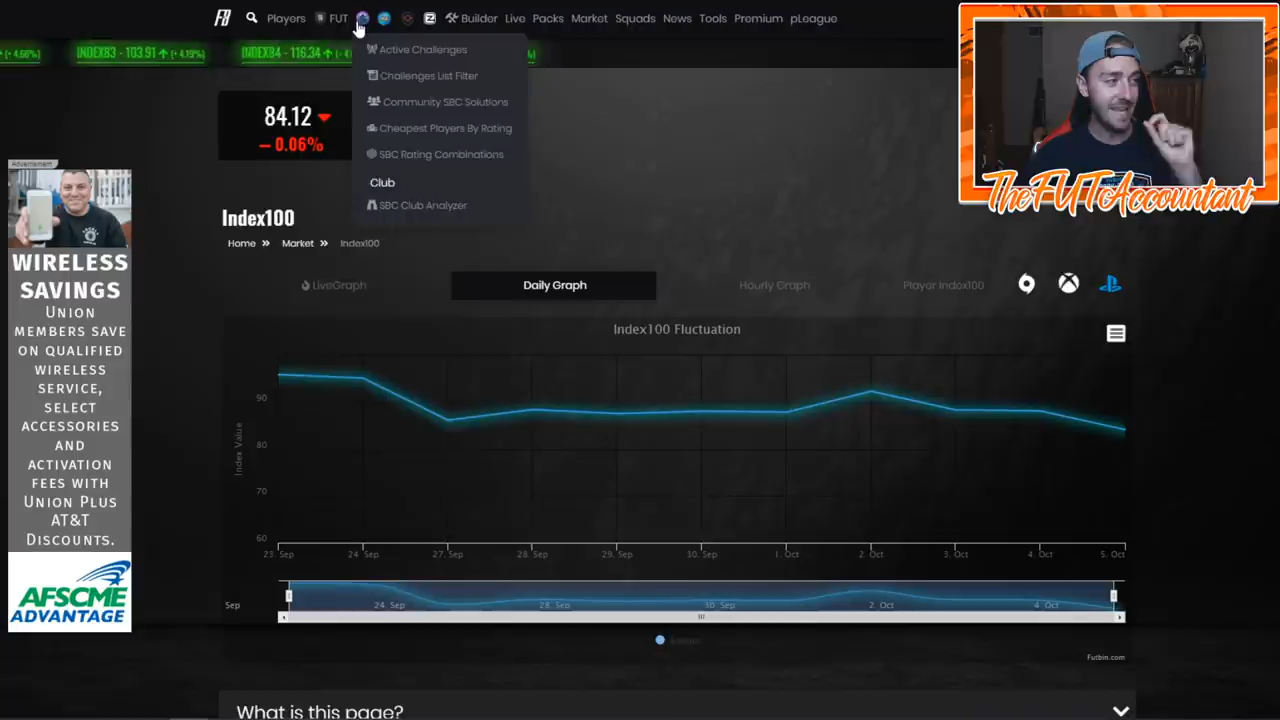 FB Players FUT Z Builder Live Packs Market Squads News Tools Premium pLeague
(+ 4.66%) INDEX83 - 103.91 (+ 4.19%) INDEX84 - 116.34
Active Challenges
Challenges List Filter
Community SBC Solutions
Cheapest Players By Rating
SBC Rating Combinations
Club
SBC Club Analyzer
84.12
— 0.06%
TheFUTAccountant
Advertisement
WIRELESS
SAVINGS
UNION
MEMBERS SAVE
ON QUALIFIED
WIRELESS
SERVICE,
SELECT
ACCESSORIES
AND
ACTIVATION
FEES WITH
UNION PLUS
AT&T
DISCOUNTS.
AFSCME
ADVANTAGE
Index100
Home » Market » Index100
LiveGraph Daily Graph Hourly Graph Player Index100
Index100 Fluctuation
Index Value
90
80
70
60
23. Sep 24. Sep 27. Sep 28. Sep 29. Sep 30. Sep 1. Oct 2. Oct 3. Oct 4. Oct 5. Oct
Sep 24. Sep 28. Sep 30. Sep 2. Oct 4. Oct
Futbin.com
What is this page?